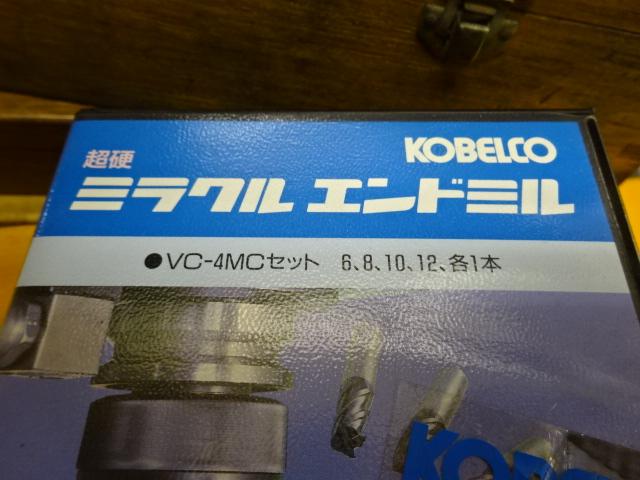 KOBELCO
超硬
ミラクル エンドミル
●VC-4MCセット 6、8、10、12、各1本